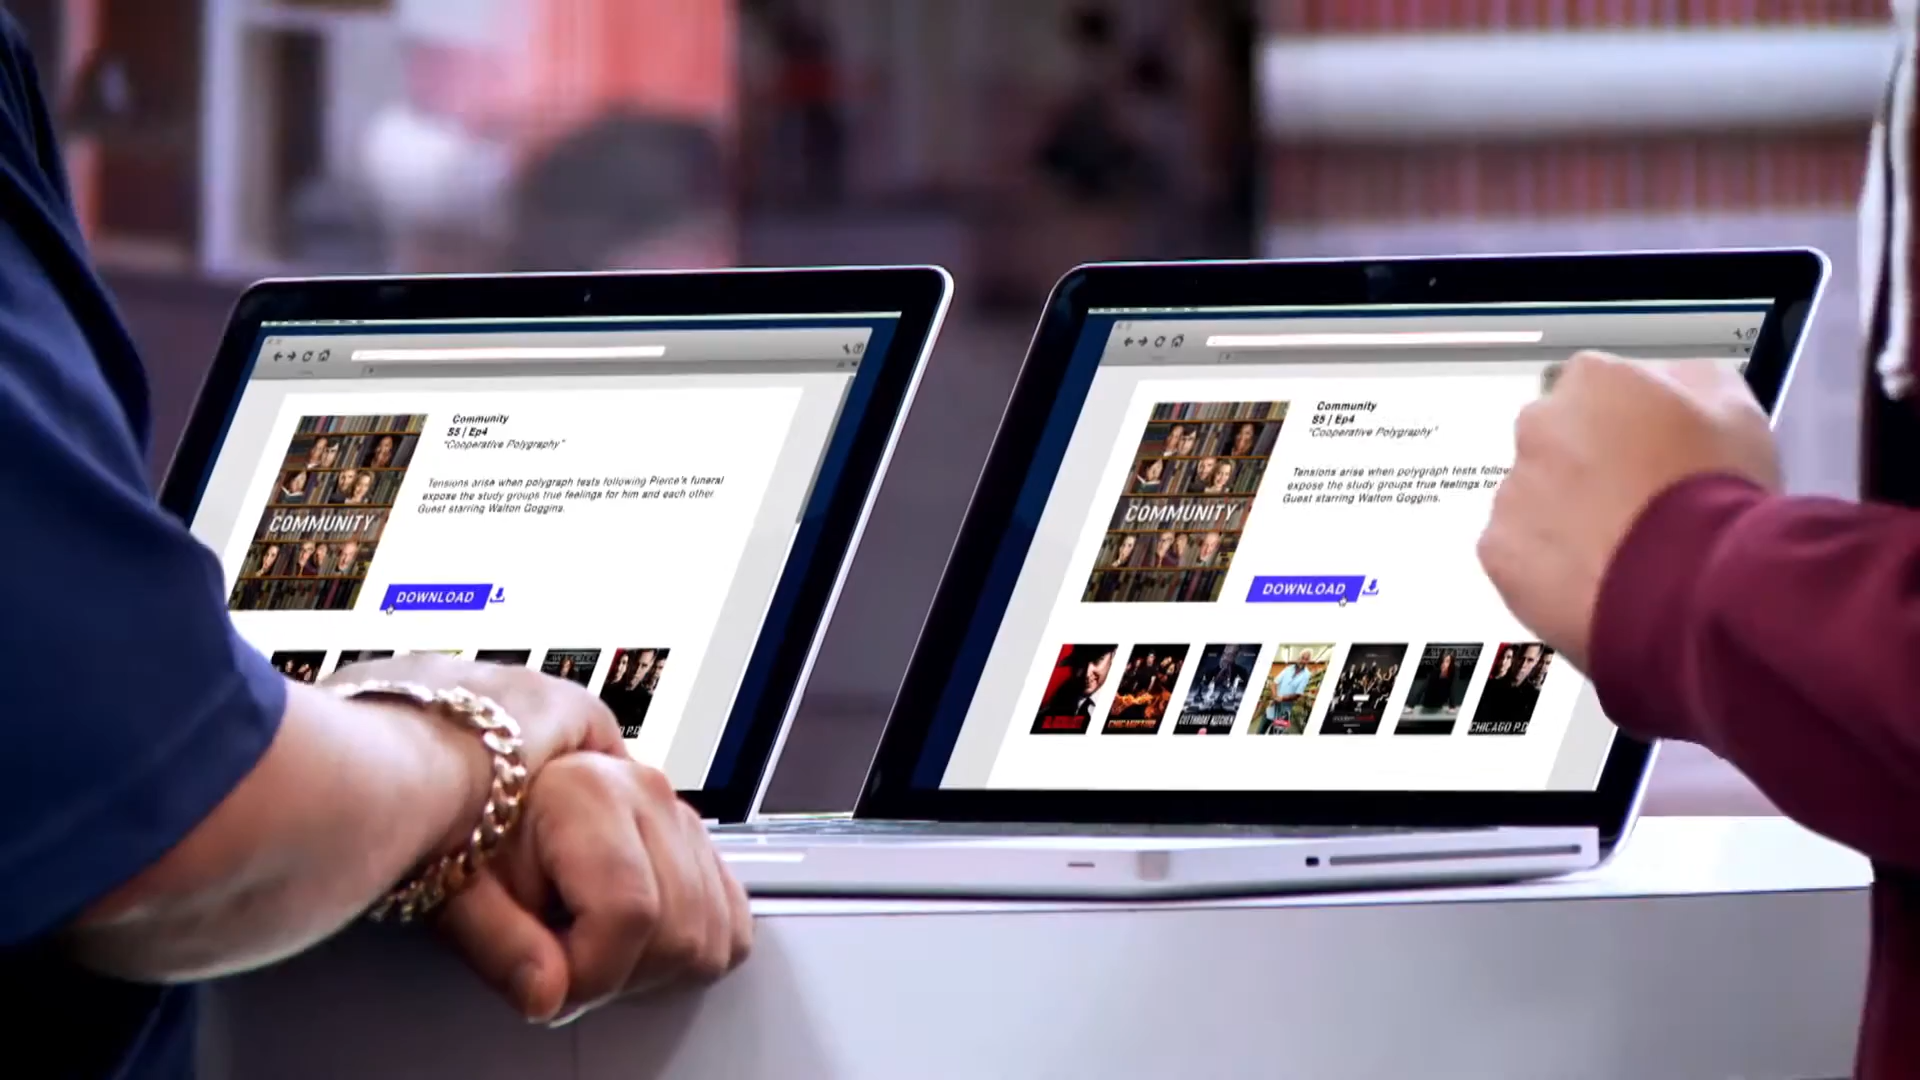 Community
S5 | Ep4
"Cooperative Polygraphy"
Tensions arise when polygraph tests following Pierce's funeral
expose the study groups true feelings for him and each other
Guest starring Walton Goggins.
COMMUNITY
DOWNLOAD
P.D
Community
S5 | Ep4
"Cooperative Polygraphy"
Tensions arise when polygraph tests follow
expose the study groups true feelings for
Guest starring Walton Goggins.
COMMUNITY
DOWNLOAD
CUTTHROAT KITCHEN
CHICAGO P.D